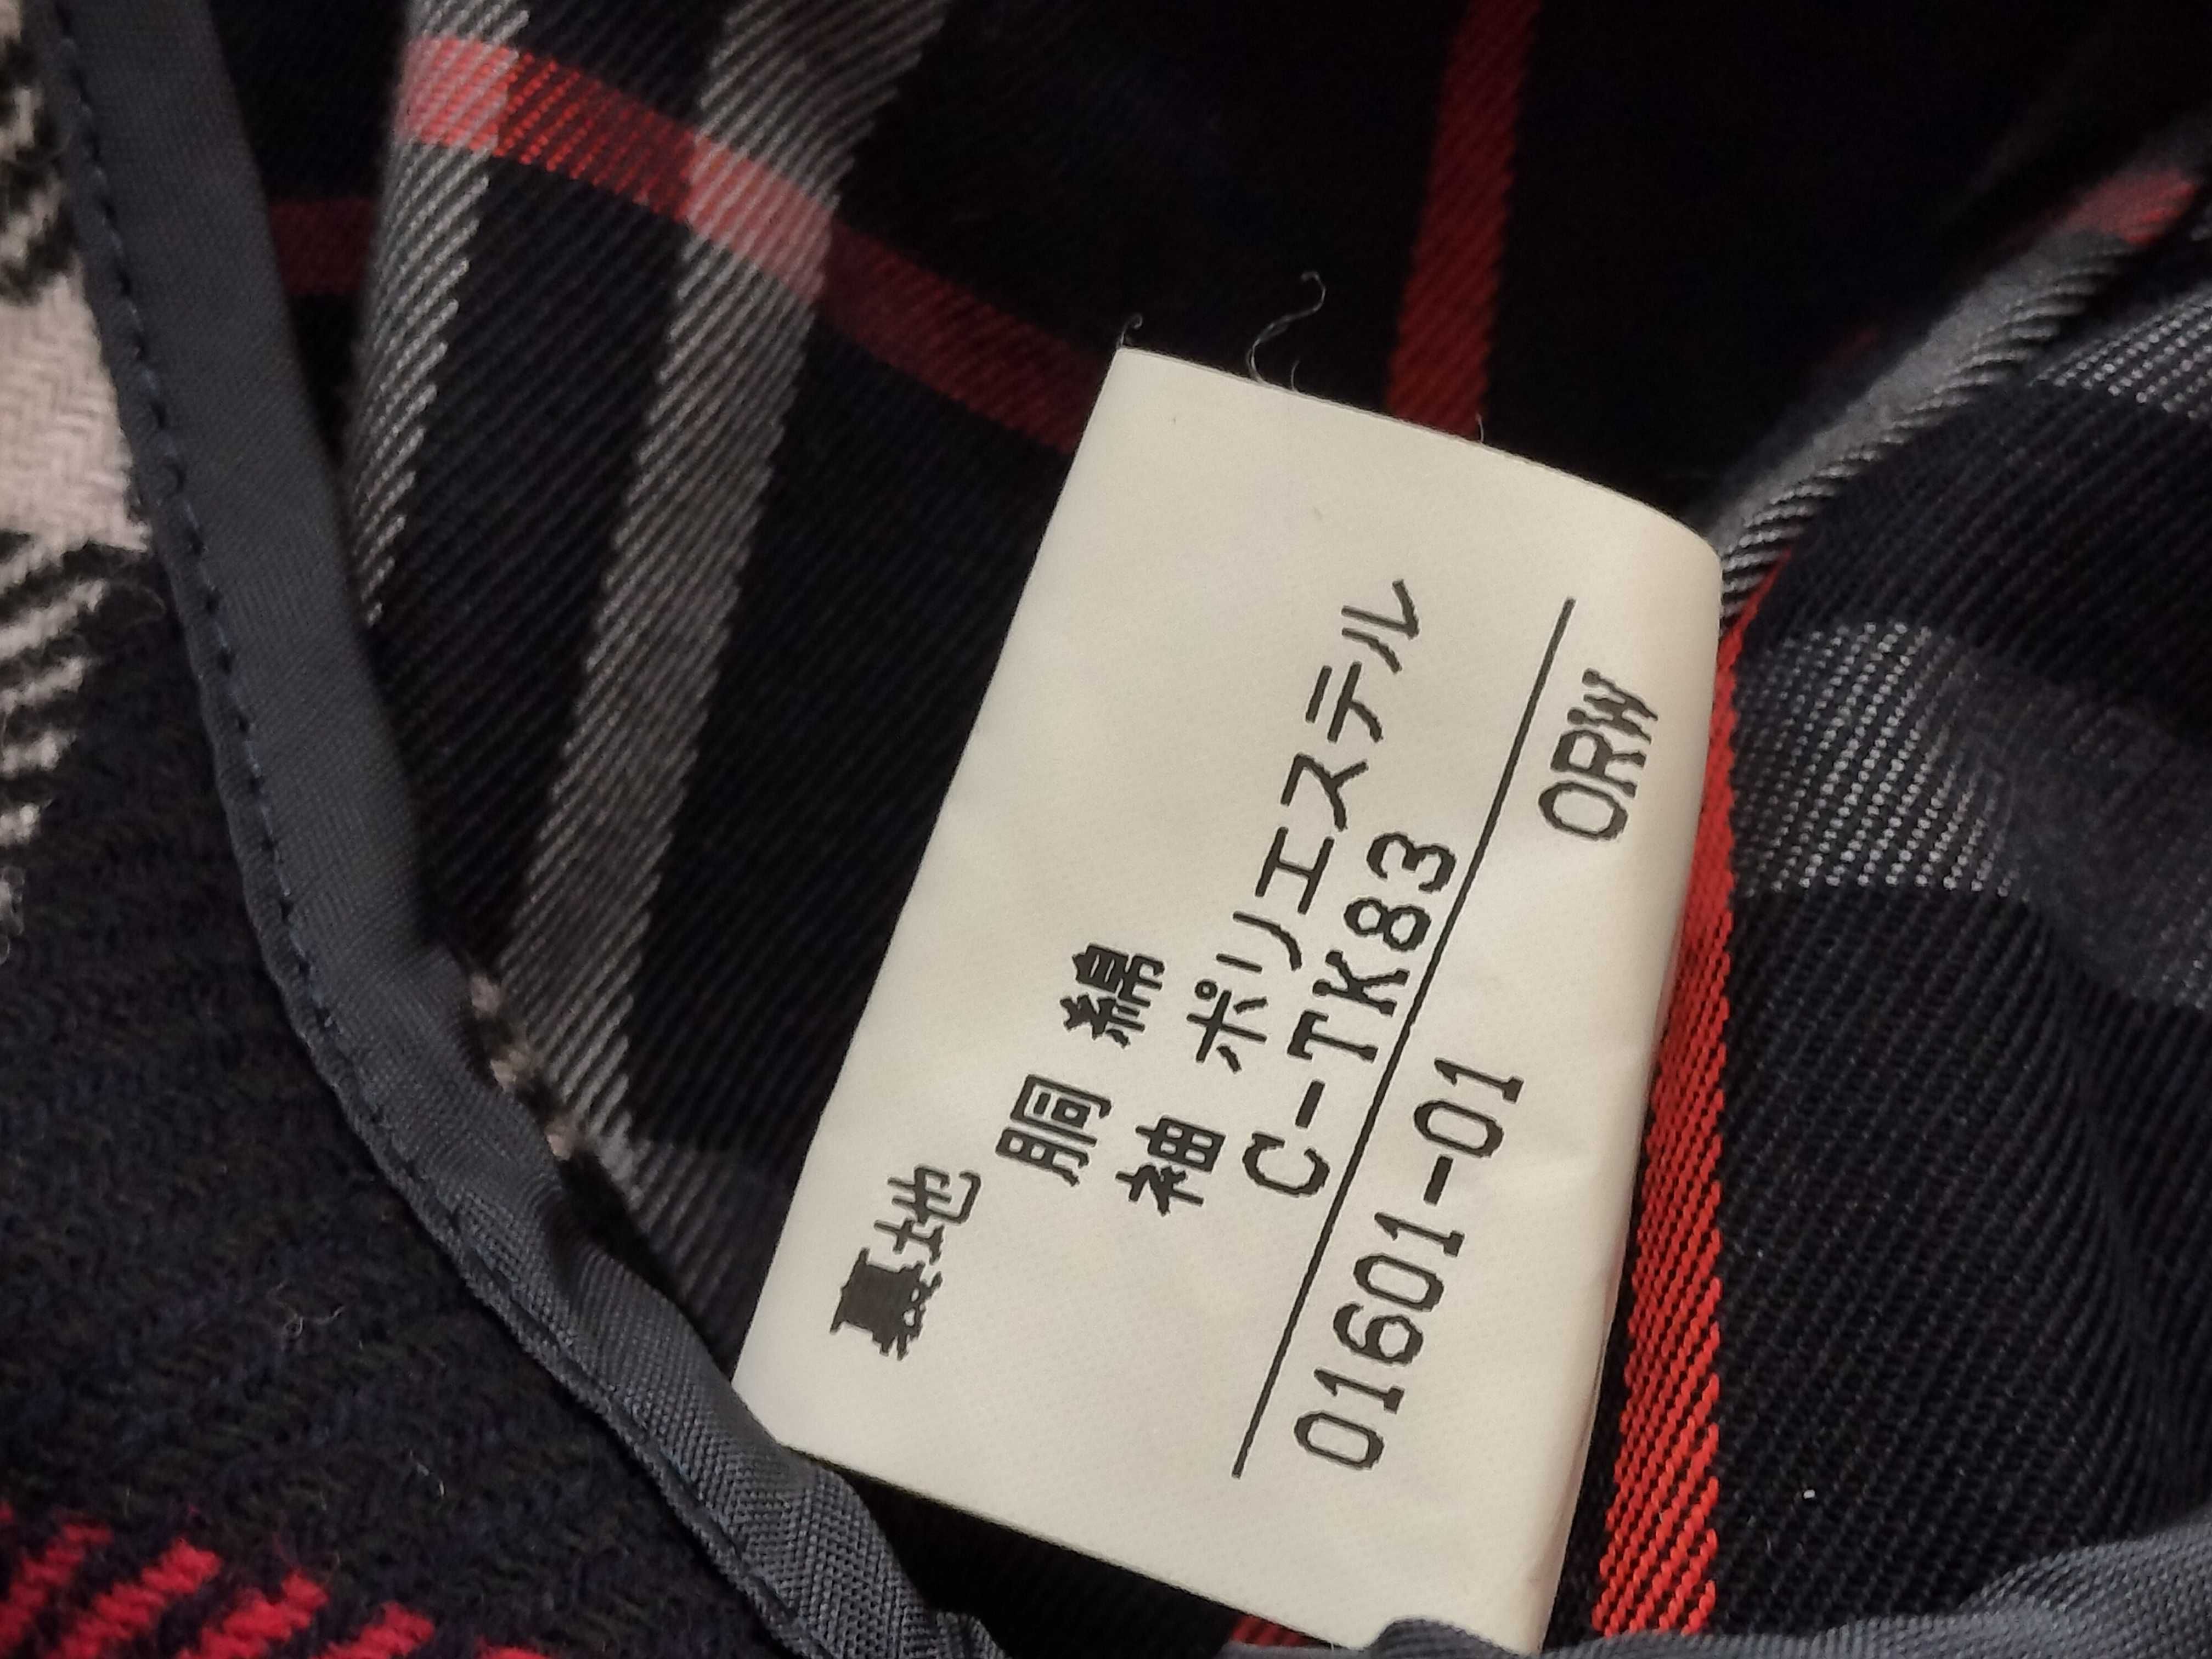 裏地
胴 綿
袖 ポリエステル
C-TK83
01601-01 ORW